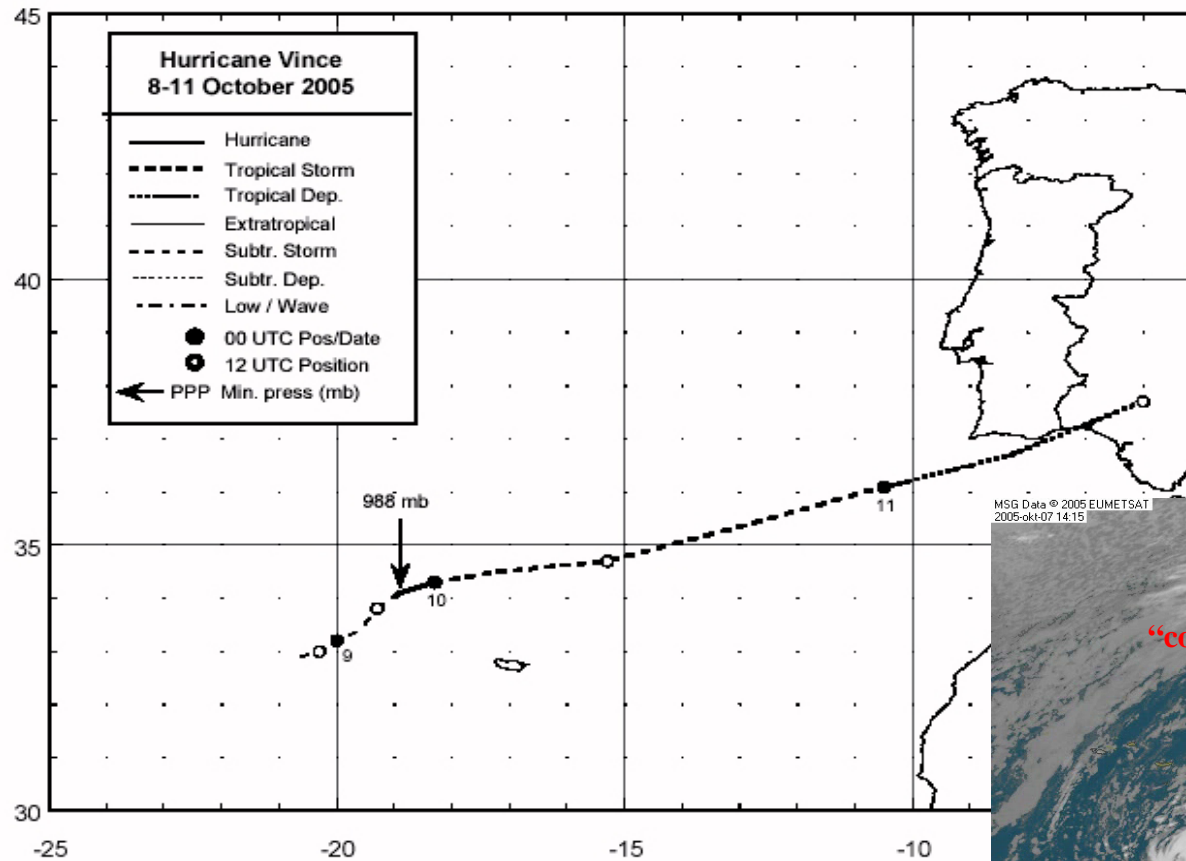 45
40
35
30
-25
-20
-15
-10
Hurricane Vince
8-11 October 2005
Hurricane
Tropical Storm
Tropical Dep.
Extratropical
Subtr. Storm
Subtr. Dep.
Low / Wave
00 UTC Pos/Date
12 UTC Position
PPP Min. press (mb)
988 mb
9
10
11
MSG Data © 2005 EUMETSAT
2005-okt-07 14:15